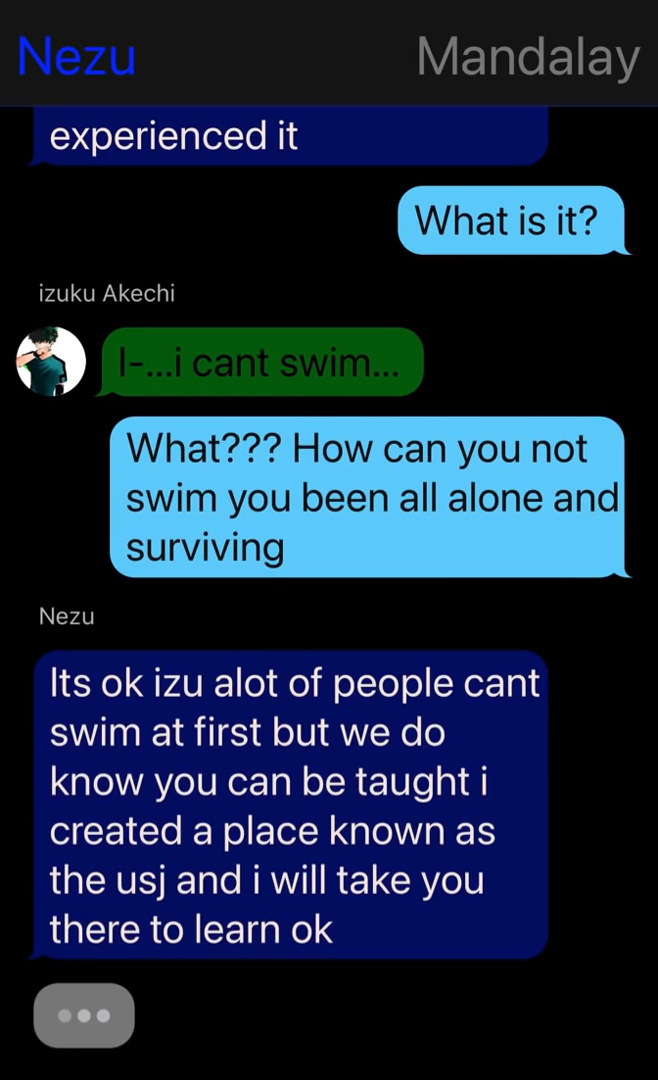 Nezu Mandalay
experienced it
What is it?
izuku Akechi
I-...i cant swim...
What??? How can you not
swim you been all alone and
surviving
Nezu
Its ok izu alot of people cant
swim at first but we do
know you can be taught i
created a place known as
the usj and i will take you
there to learn ok